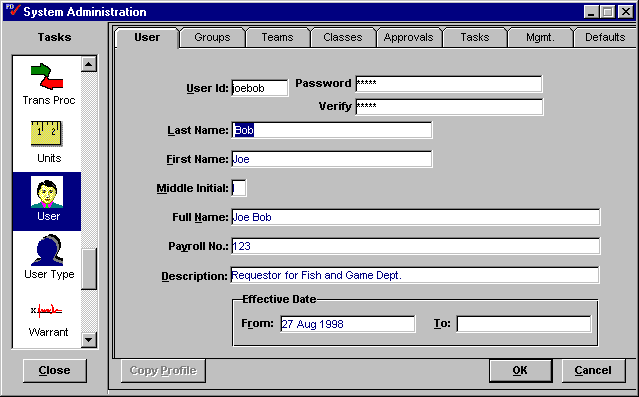 PD System Administration
Tasks
Trans Proc
1 2
Units
User
User Type
Warrant
Close
User Groups Teams Classes Approvals Tasks Mgmt. Defaults
User Id: joebob Password *****
Verify *****
Last Name: Bob
First Name: Joe
Middle Initial:
Full Name: Joe Bob
Payroll No.: 123
Description: Requestor for Fish and Game Dept.
Effective Date
From: 27 Aug 1998 To:
Copy Profile OK Cancel